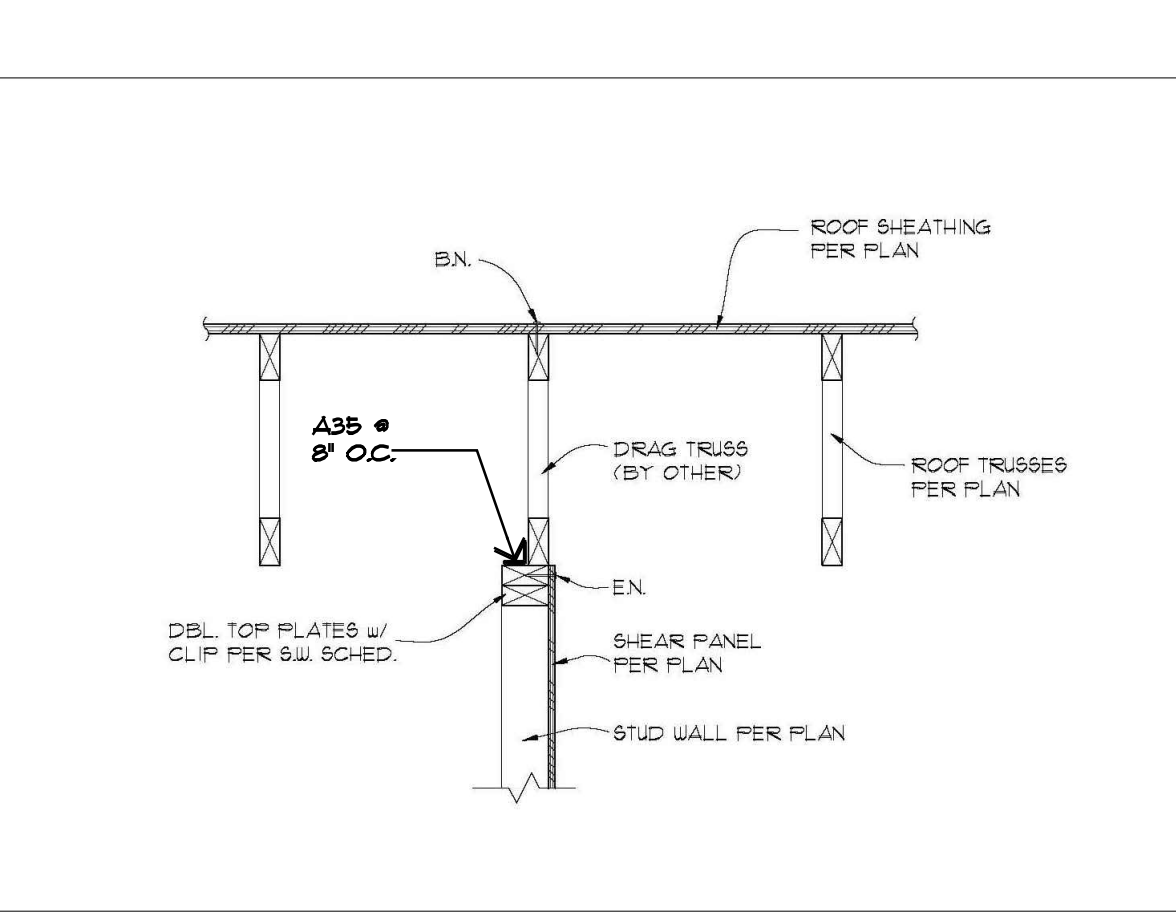 ROOF SHEATHING
PER PLAN
B.N.
A35 @
8" O.C.
DRAG TRUSS
(BY OTHER)
ROOF TRUSSES
PER PLAN
E.N.
DBL. TOP PLATES w/
CLIP PER S.W. SCHED.
SHEAR PANEL
PER PLAN
STUD WALL PER PLAN